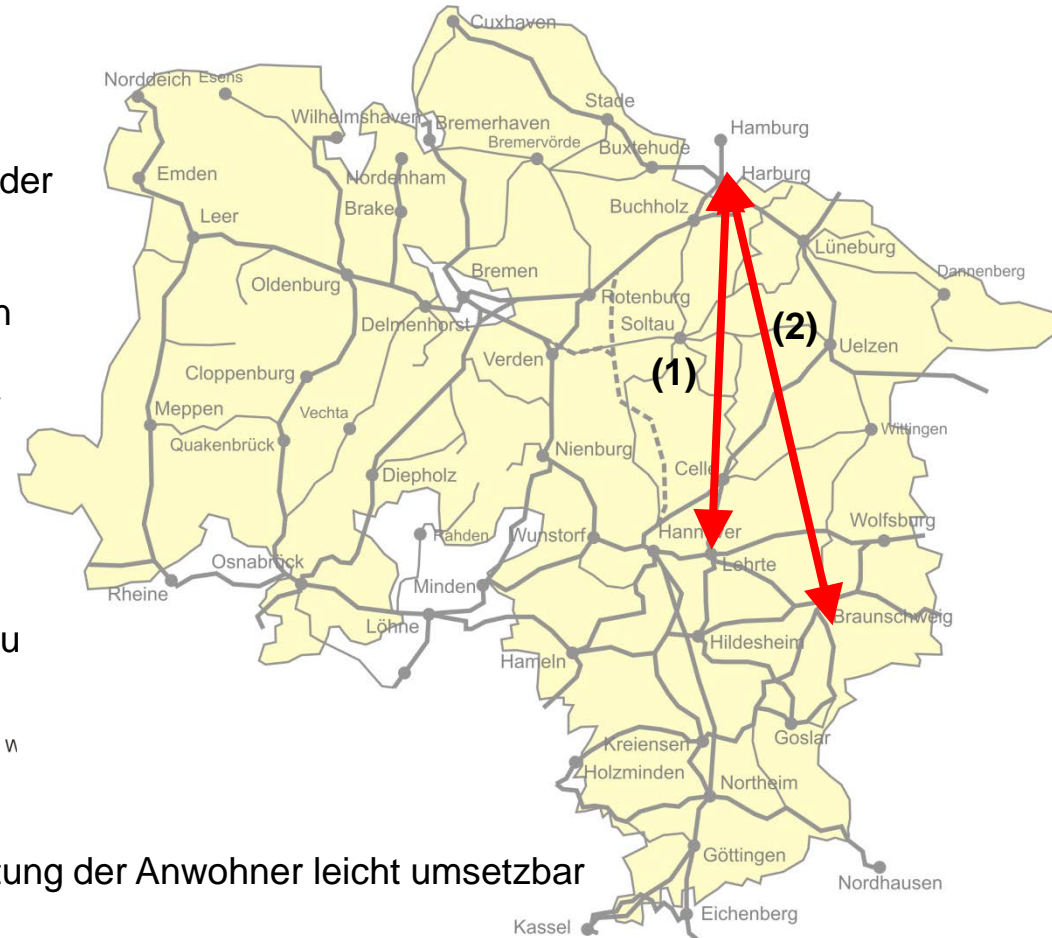 Cuxhaven
Norddeich Esens
Stade
Wilhelmshaven Bremerhaven
Hamburg
Bremervörde Buxtehude
der
Emden
Nordenham
Harburg
Leer
Brake
Buchholz
Lüneburg
Bremen
Dannenberg
Oldenburg
Rotenburg
n
Delmenhorst
Soltau
(2)
Verden
Uelzen
Cloppenburg
(1)
Meppen
Vechta
Quakenbrück
Wittingen
Nienburg
Celle
Diepholz
Wolfsburg
Rahden
Wunstorf
Hannover
Osnabrück
Lehrte
Minden
Rheine
Löhne
Braunschweig
u
Hildesheim
Hameln
w
Kreiensen
Goslar
Holzminden
Northeim
Göttingen
tung der Anwohner leicht umsetzbar
Nordhausen
Kassel
Eichenberg